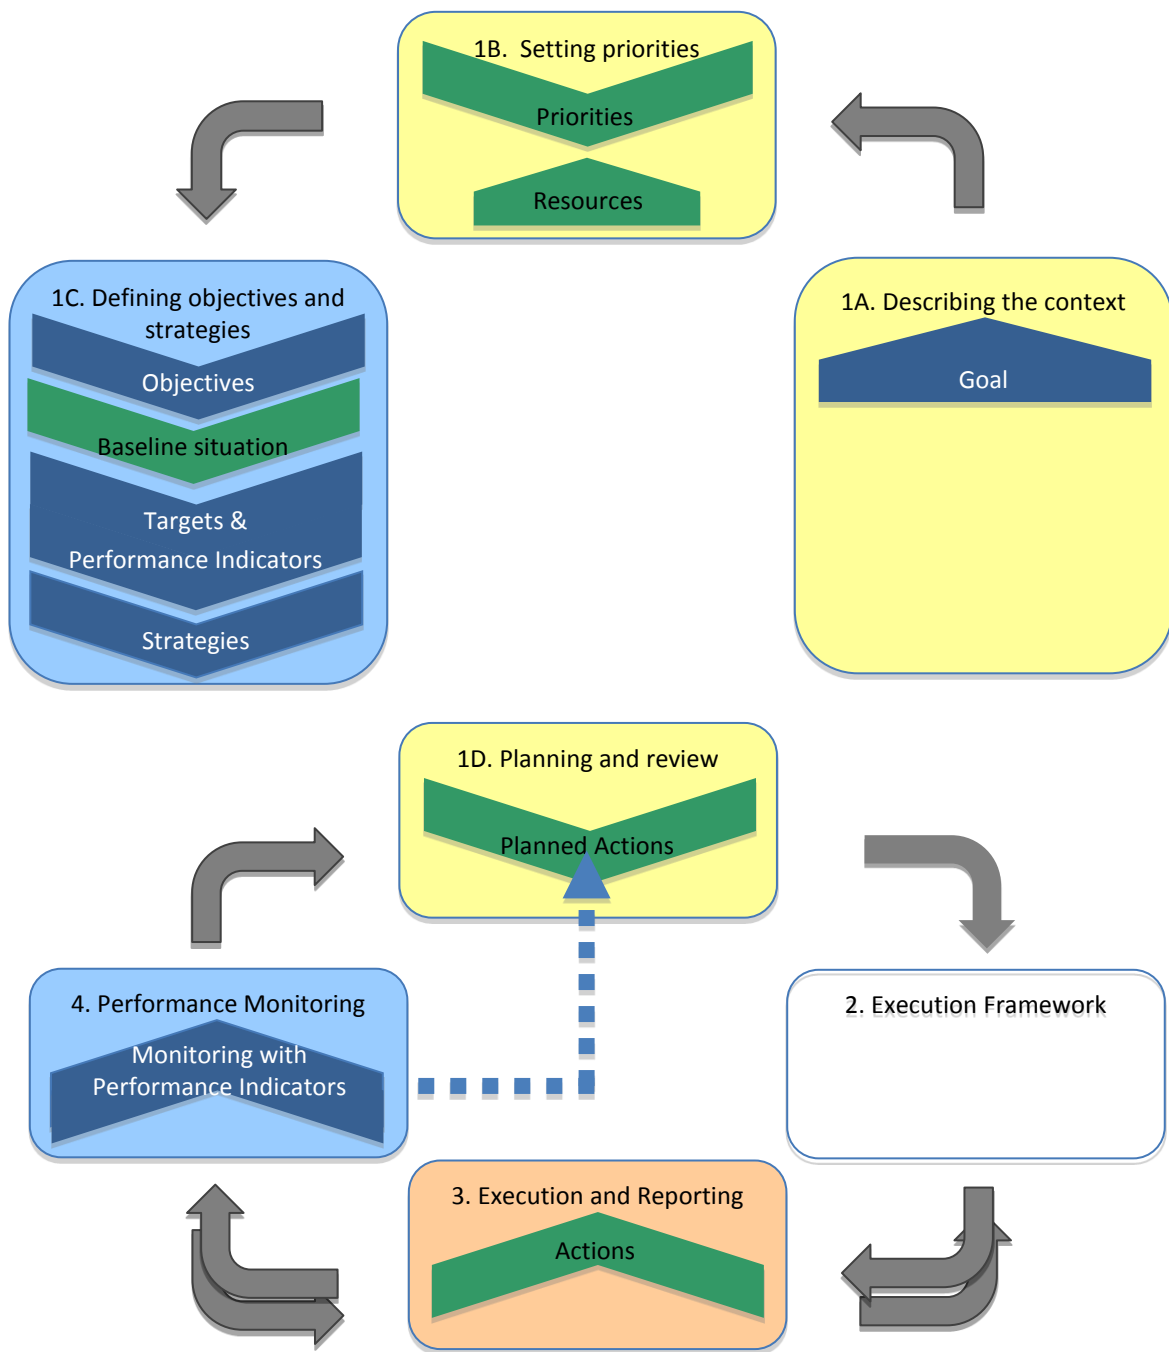 1B.  Setting priorities
Priorities
Resources
1C. Defining objectives and
strategies
Objectives
Baseline situation
Targets &
Performance Indicators
Strategies
1A. Describing the context
Goal
1D. Planning and review
Planned Actions
4. Performance Monitoring
Monitoring with
Performance Indicators
2. Execution Framework
3. Execution and Reporting
Actions